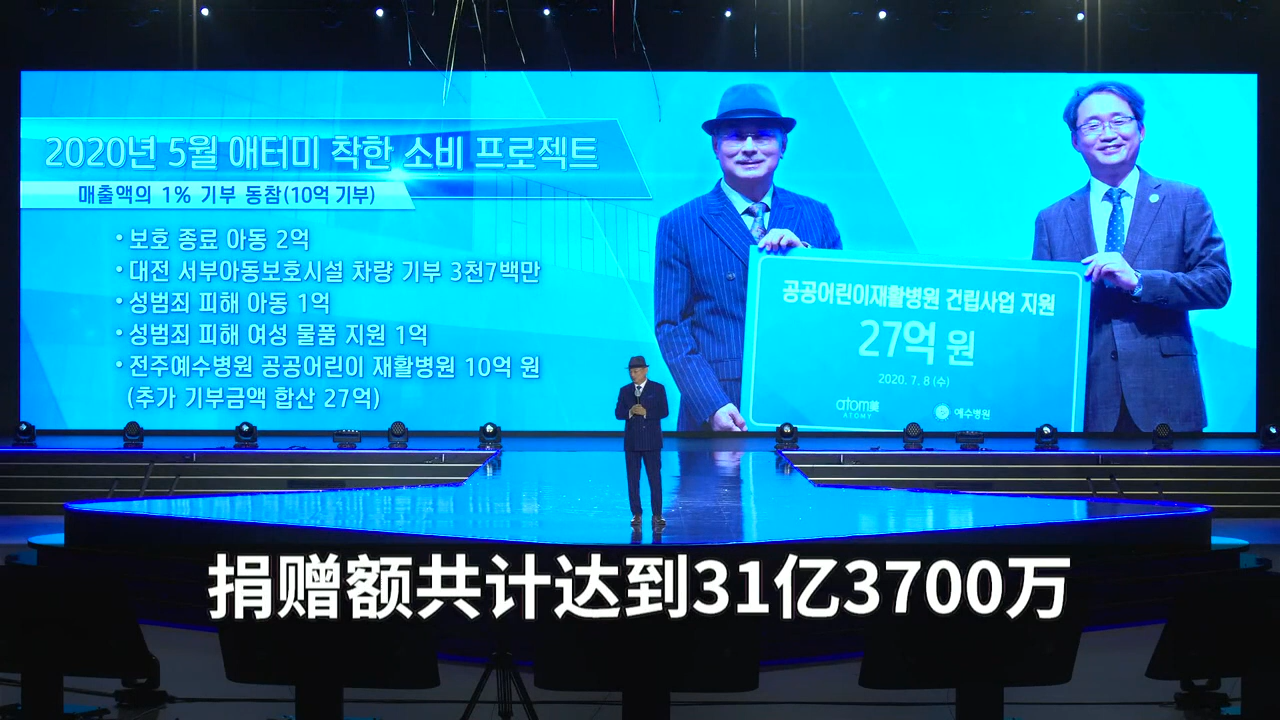 2020년 5월 애터미 착한 소비 프로젝트
매출액의 1% 기부 동참(10억 기부)
• 보호 종료 아동 2억
• 대전 서부아동보호시설 차량 기부 3천7백만
• 성범죄 피해 아동 1억
• 성범죄 피해 여성 물품 지원 1억
• 전주예수병원 공공어린이 재활병원 10억 원
(추가 기부금액 합산 27억)
공공어린이재활병원 건립사업 지원
27억 원
2020. 7. 8 (수)
atom美
ATOMY
예수병원
捐赠额共计达到31亿3700万